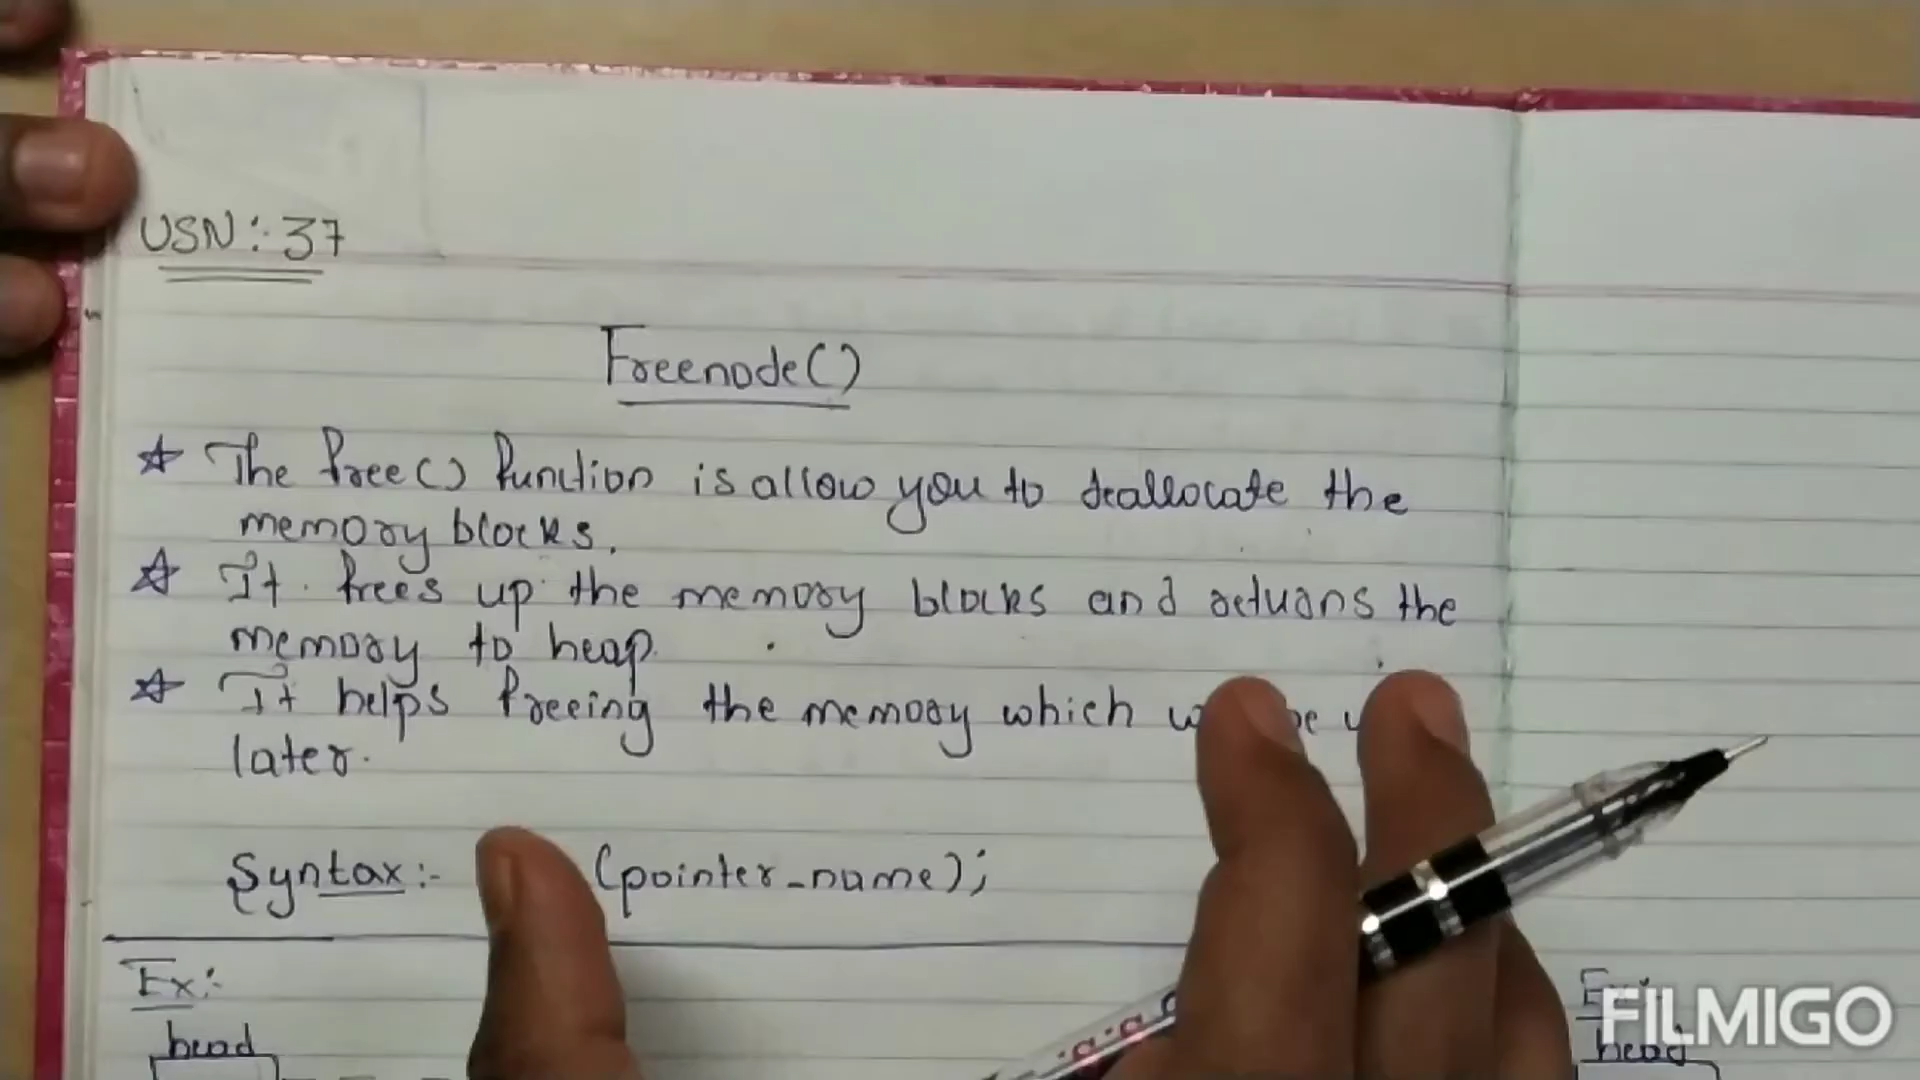 USN:- 37
Freenode()
☆ The free() function is allow you to deallocate the
memory blocks.
☆ It frees up the memory blocks and returns the
memory to heap.
☆ It helps freeing the memory which
later.
Syntax:- (pointer_name);
Ex:-
head
head
FILMIGO